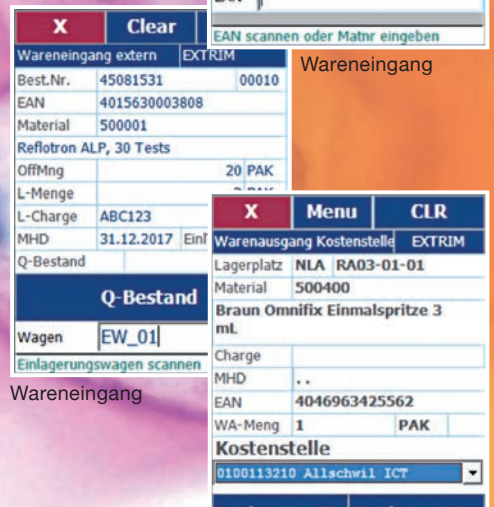 EAN scannen oder Matnr eingeben
Wareneingang
X Clear
Wareneingang extern EXTRIM
Best.Nr. 45081531 00010
EAN 4015630003808
Material 500001
Reflotron ALP, 30 Tests
OffMng 20 PAK
L-Menge
L-Charge ABC123
MHD 31.12.2017
Q-Bestand
Q-Bestand
Wagen EW_01
Einlagerungswagen scannen
Wareneingang
X Menu CLR
Warenausgang Kostenstelle EXTRIM
Lagerplatz NLA RA03-01-01
Material 500400
Braun Omnifix Einmalspritze 3
mL
Charge
MHD . .
EAN 4046963425562
WA-Meng 1 PAK
Kostenstelle
0100113210 Allschwil ICT